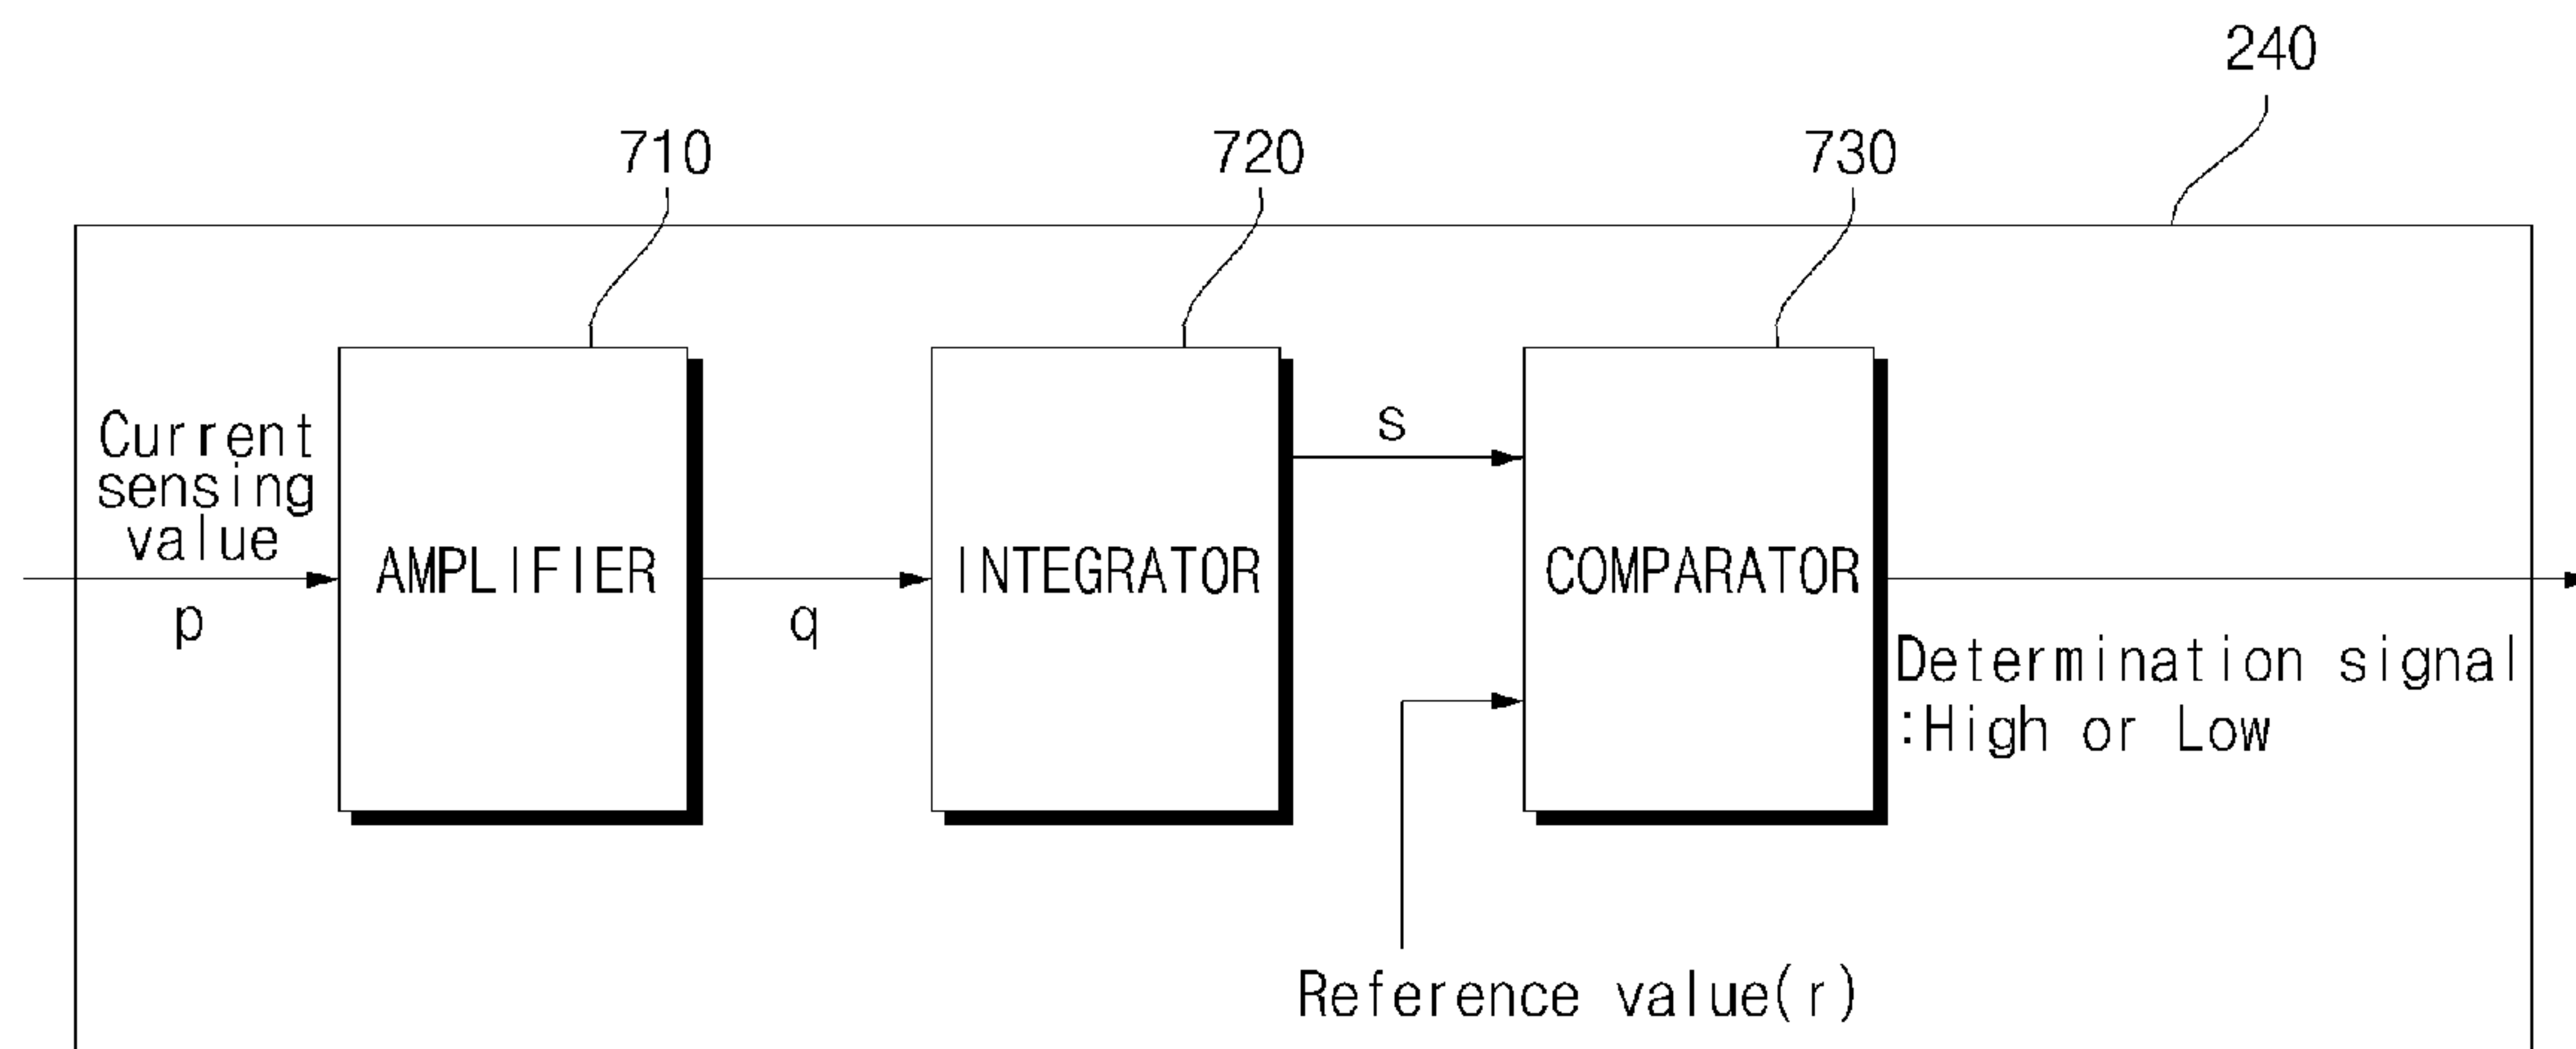 240
710
720
730
Current
sensing
value
p
AMPLIFIER
q
INTEGRATOR
s
COMPARATOR
Determination signal
:High or Low
Reference value(r)